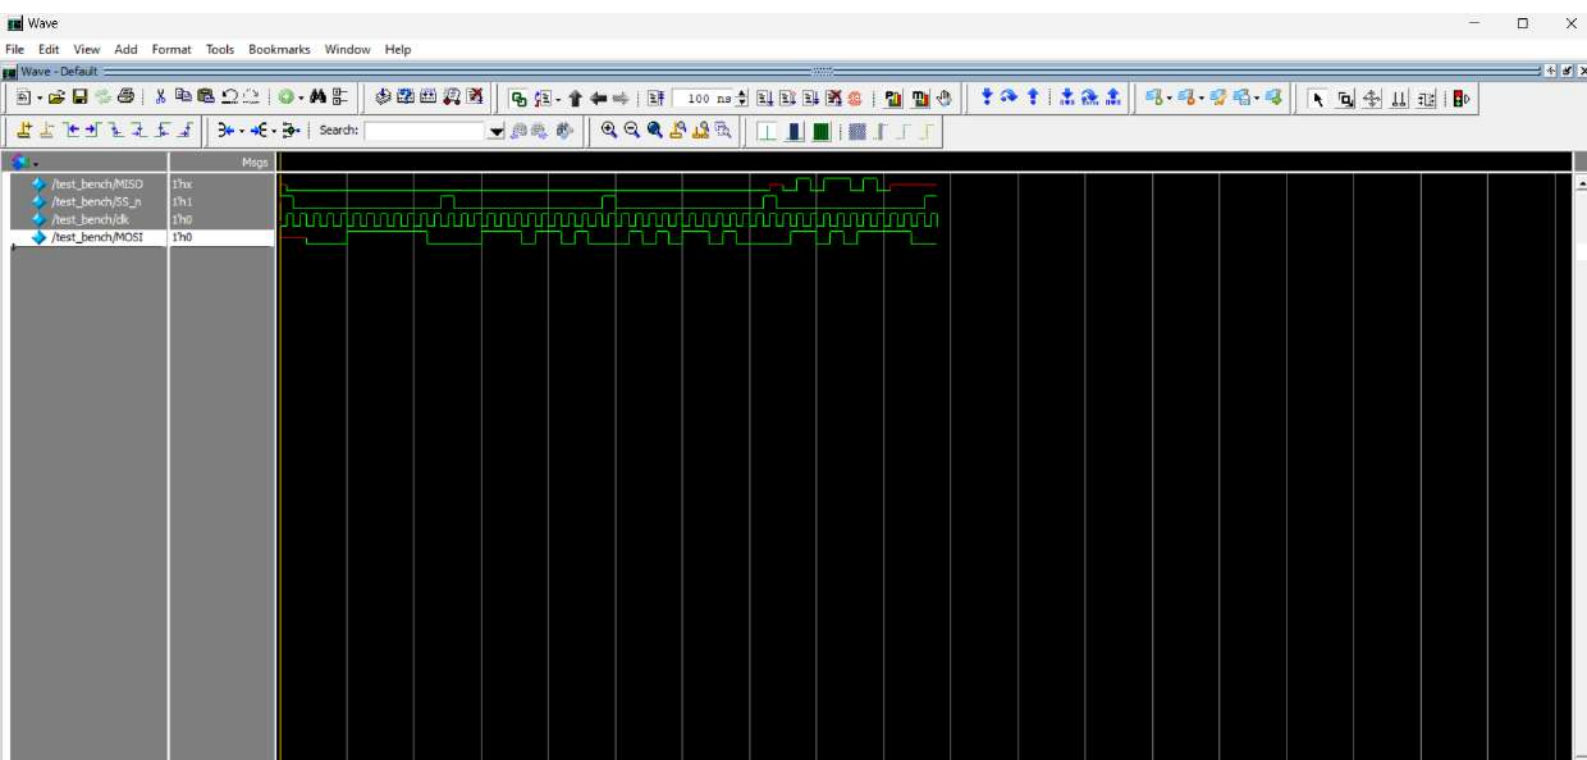 Wave
File Edit View Add Format Tools Bookmarks Window Help
Wave - Default
100 ns
Search:
Msgs
/test_bench/MISO 1'hx
/test_bench/SS_n 1'h1
/test_bench/clk 1'h0
/test_bench/MOSI 1'h0